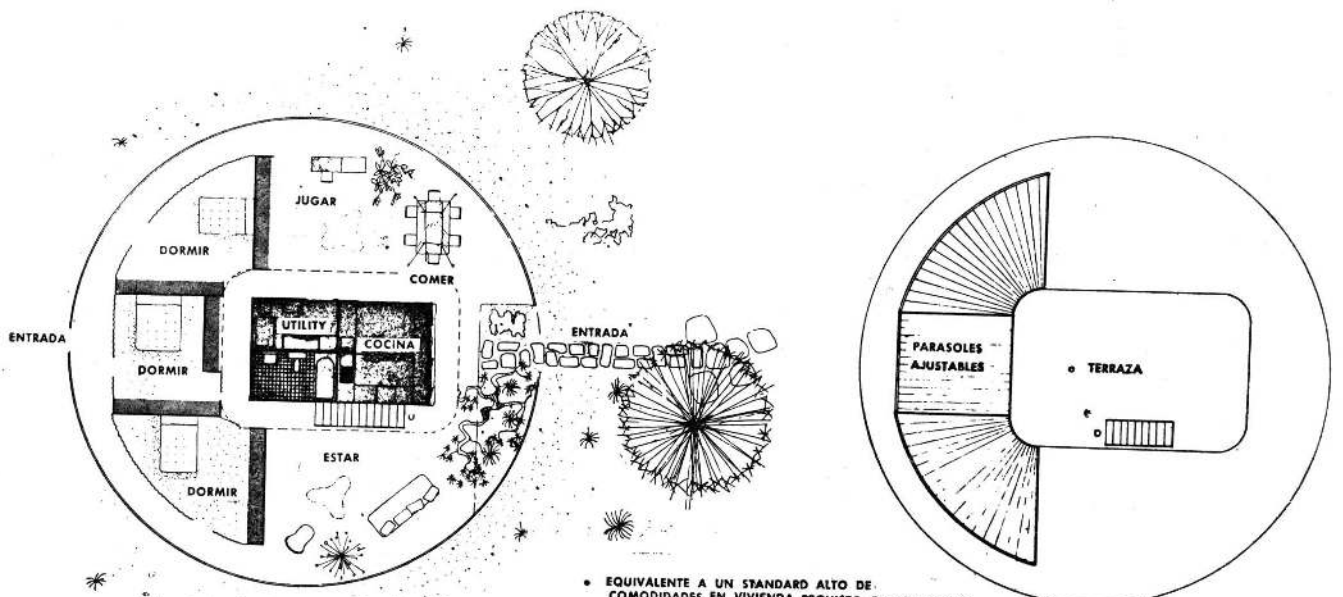 JUGAR
DORMIR
COMER
ENTRADA
UTILITY
COCINA
ENTRADA
DORMIR
ESTAR
DORMIR
PARASOLES
AJUSTABLES
TERRAZA
• EQUIVALENTE A UN STANDARD ALTO DE
COMODIDADES EN VIVIENDA